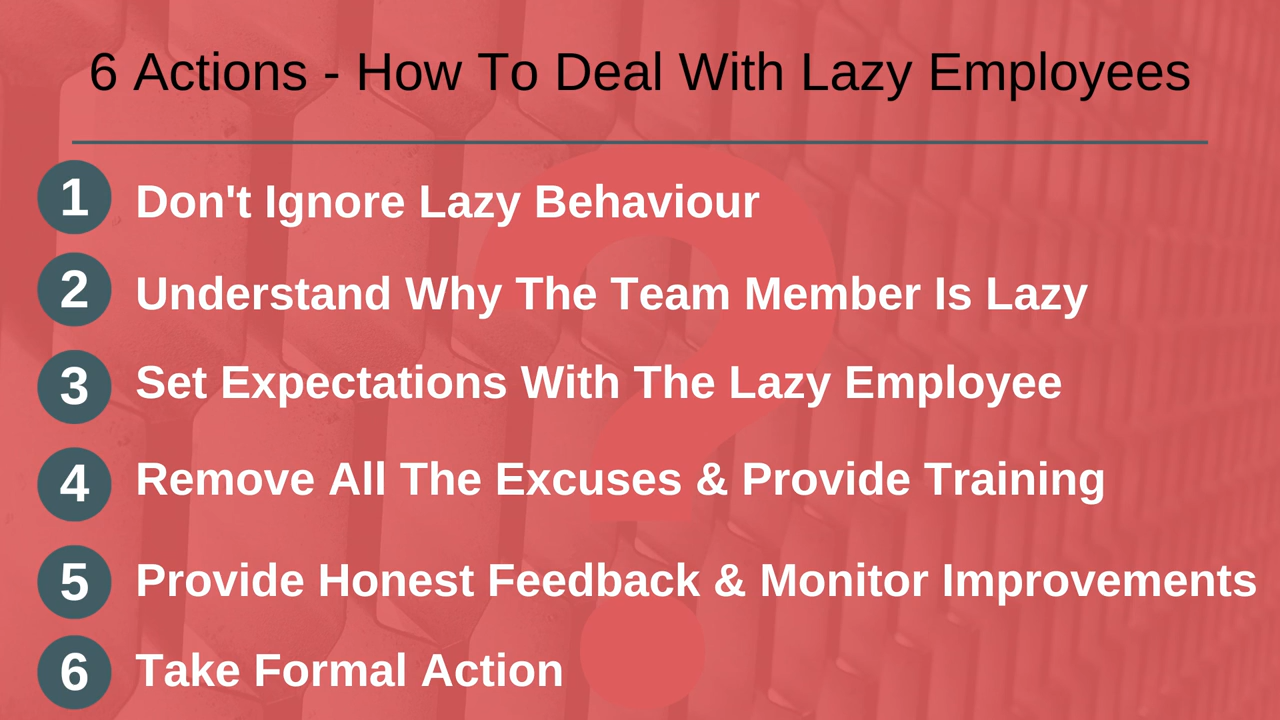 6 Actions - How To Deal With Lazy Employees
1 Don't Ignore Lazy Behaviour
2 Understand Why The Team Member Is Lazy
3 Set Expectations With The Lazy Employee
4 Remove All The Excuses & Provide Training
5 Provide Honest Feedback & Monitor Improvements
6 Take Formal Action
?